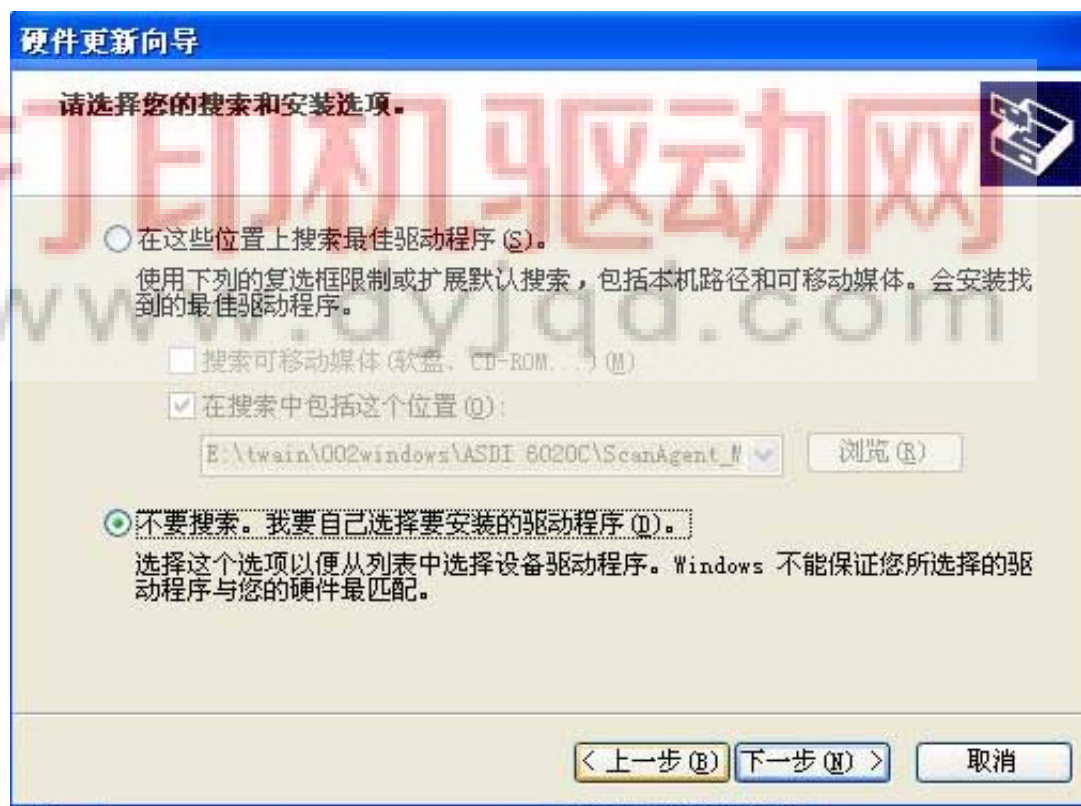 硬件更新向导
请选择您的搜索和安装选项。
打印机驱动网
在这些位置上搜索最佳驱动程序(S)。
使用下列的复选框限制或扩展默认搜索，包括本机路径和可移动媒体。会安装找
到的最佳驱动程序。
www.dyjqd.com
搜索可移动媒体(软盘、CD-ROM...)(M)
在搜索中包括这个位置(O):
E:\twain\002windows\ASDI 6020C\ScanAgent_M
浏览(R)
不要搜索。我要自己选择要安装的驱动程序(D)。
选择这个选项以便从列表中选择设备驱动程序。Windows 不能保证您所选择的驱
动程序与您的硬件最匹配。
< 上一步(B) 下一步(N) > 取消